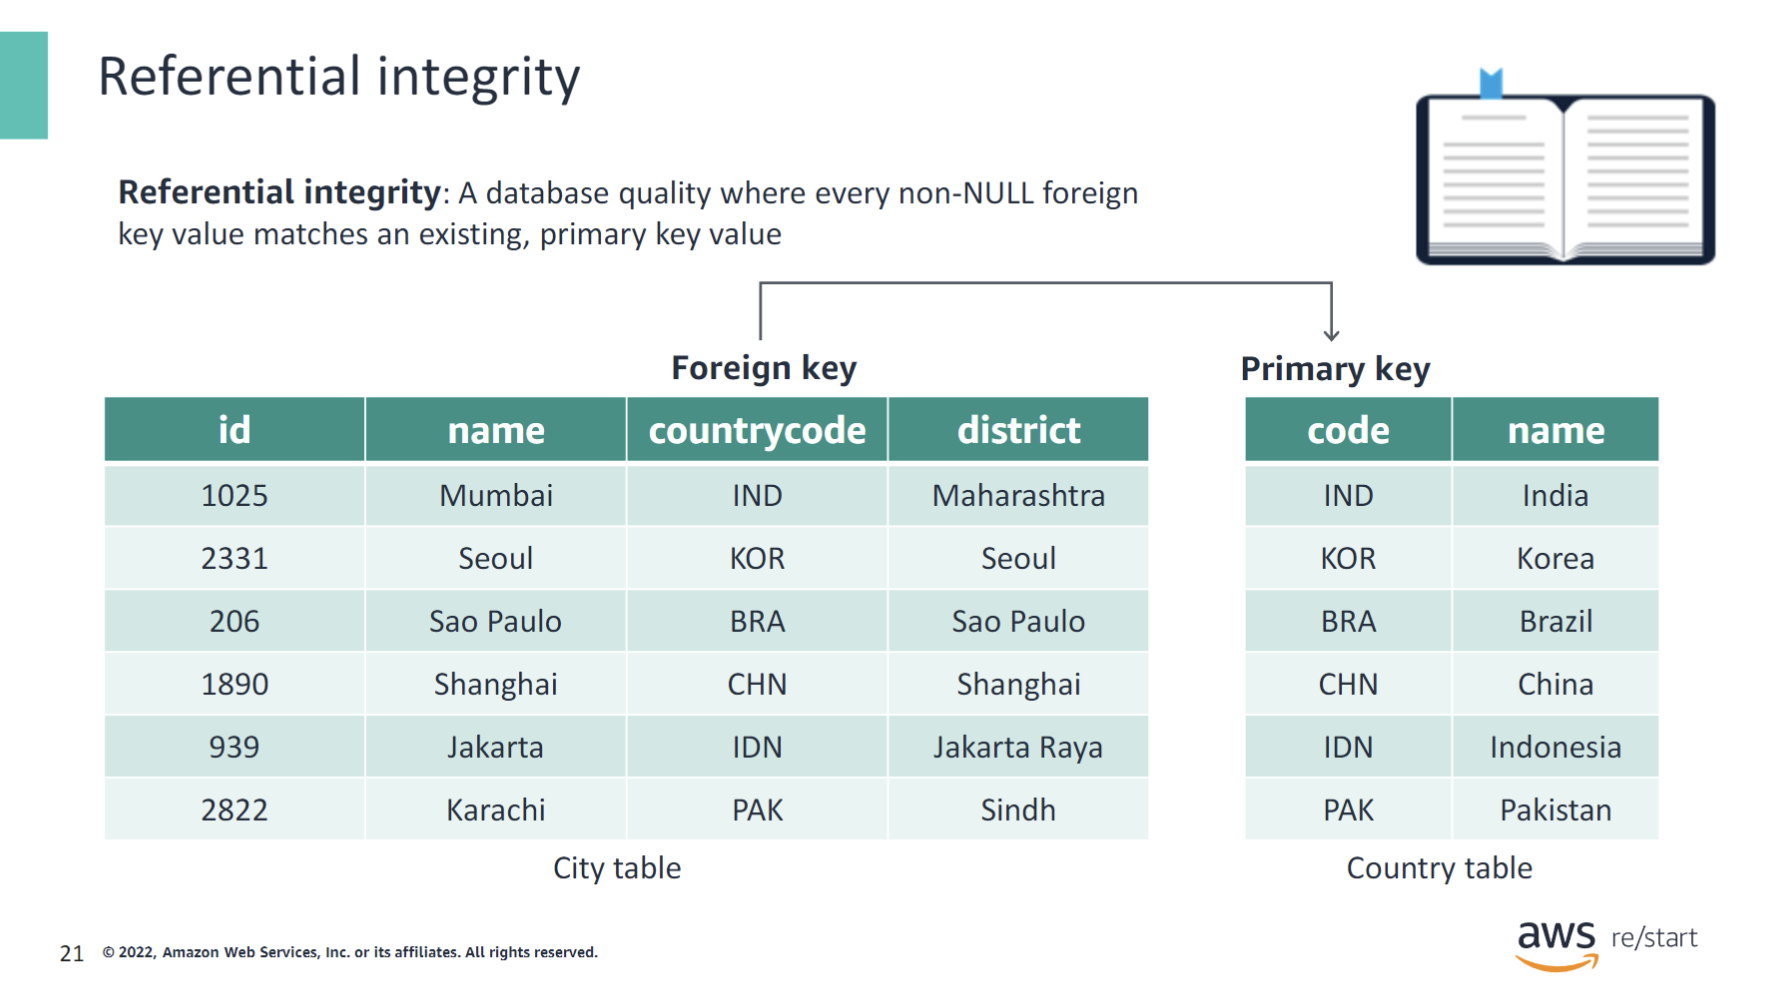 Referential integrity
Referential integrity: A database quality where every non-NULL foreign
key value matches an existing, primary key value
Foreign key
Primary key
id name countrycode district
1025 Mumbai IND Maharashtra
2331 Seoul KOR Seoul
206 Sao Paulo BRA Sao Paulo
1890 Shanghai CHN Shanghai
939 Jakarta IDN Jakarta Raya
2822 Karachi PAK Sindh
City table
code name
IND India
KOR Korea
BRA Brazil
CHN China
IDN Indonesia
PAK Pakistan
Country table
21 © 2022, Amazon Web Services, Inc. or its affiliates. All rights reserved.
aws re/start